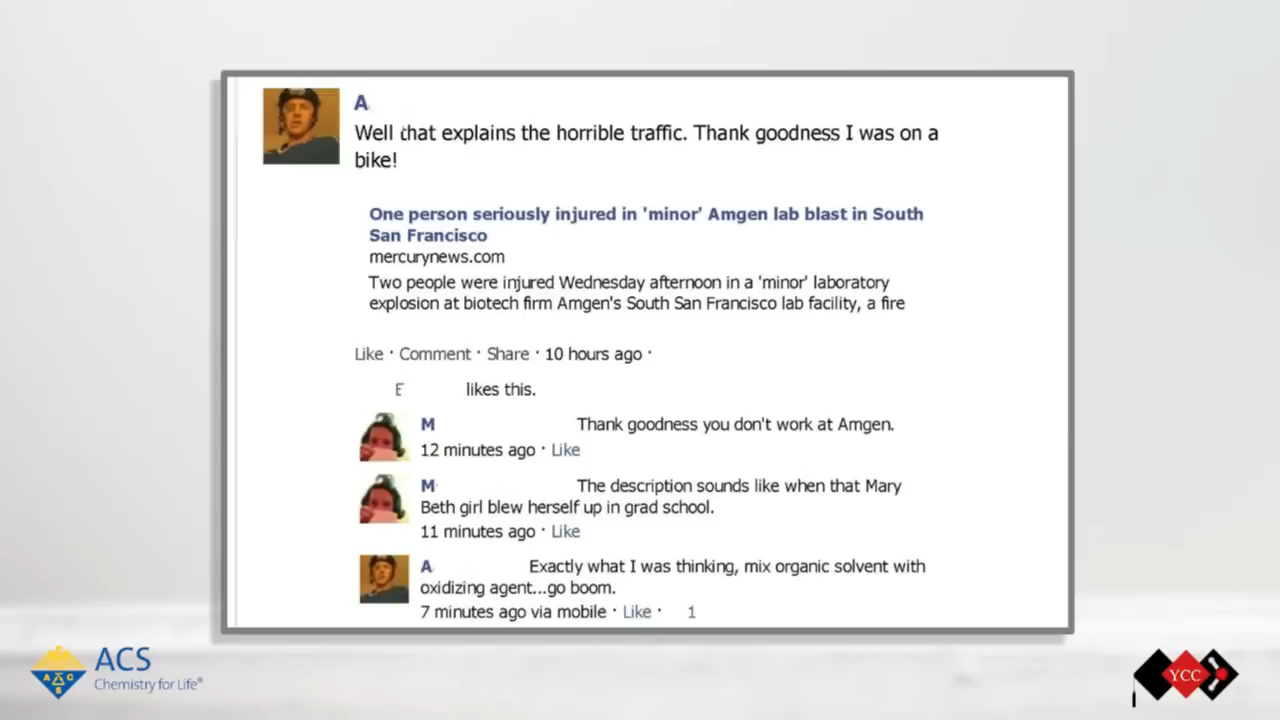 A
Well that explains the horrible traffic. Thank goodness I was on a
bike!
One person seriously injured in 'minor' Amgen lab blast in South
San Francisco
mercurynews.com
Two people were injured Wednesday afternoon in a 'minor' laboratory
explosion at biotech firm Amgen's South San Francisco lab facility, a fire
Like · Comment · Share · 10 hours ago ·
E likes this.
M Thank goodness you don't work at Amgen.
12 minutes ago · Like
M The description sounds like when that Mary
Beth girl blew herself up in grad school.
11 minutes ago · Like
A Exactly what I was thinking, mix organic solvent with
oxidizing agent...go boom.
7 minutes ago via mobile · Like · 1
ACS
Chemistry for Life®
YCC